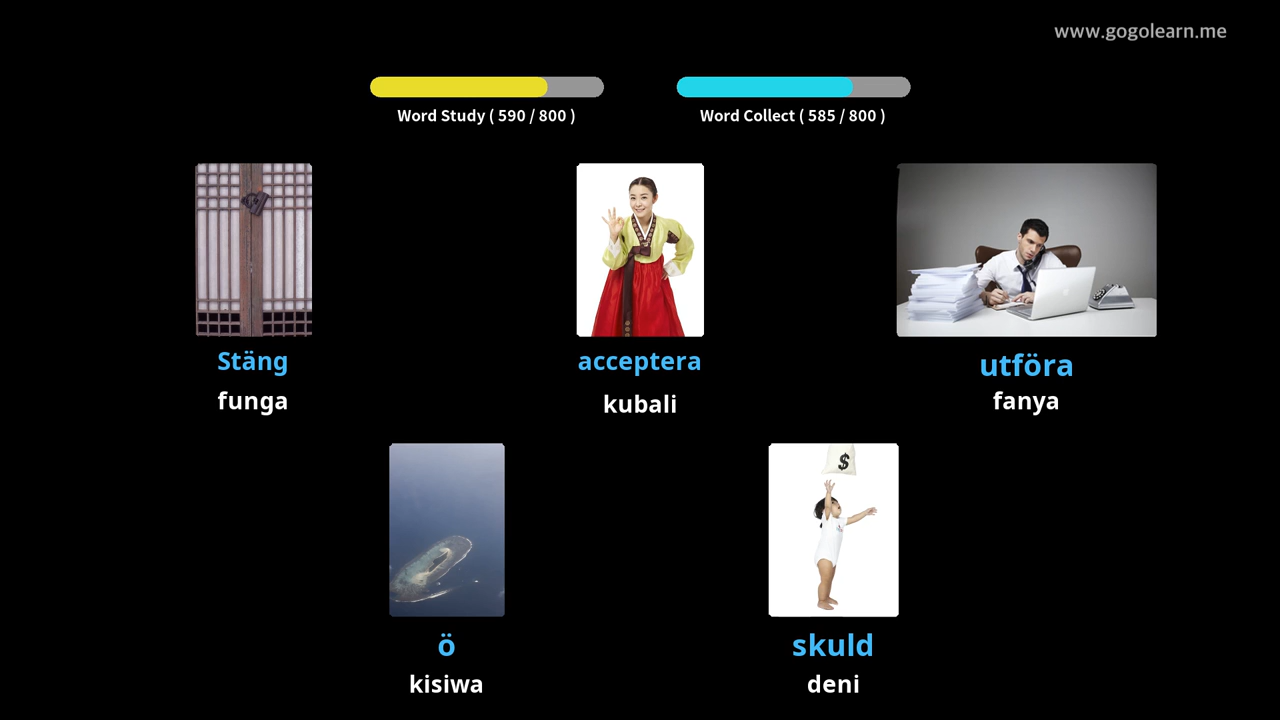 www.gogolearn.me
Word Study ( 590 / 800 )
Word Collect ( 585 / 800 )
Stäng
funga
acceptera
kubali
utföra
fanya
$
ö
kisiwa
skuld
deni